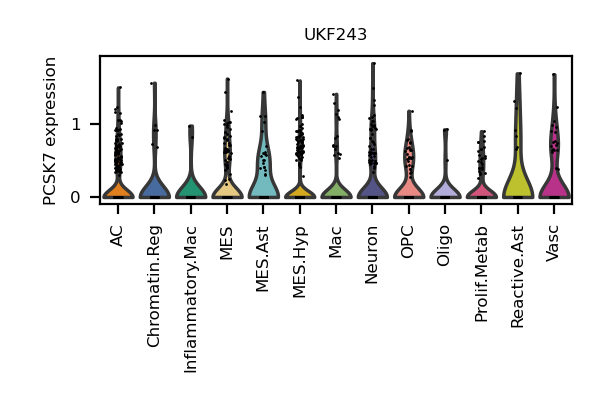 UKF243
PCSK7 expression
1
0
AC
Chromatin.Reg
Inflammatory.Mac
MES
MES.Ast
MES.Hyp
Mac
Neuron
OPC
Oligo
Prolif.Metab
Reactive.Ast
Vasc